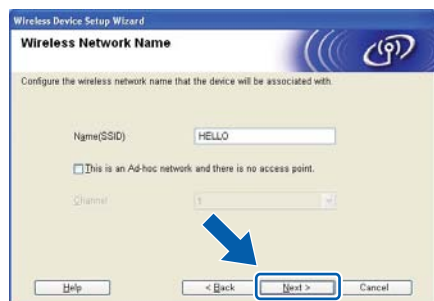 Wireless Device Setup Wizard
Wireless Network Name
Configure the wireless network name that the device will be associated with.
Name(SSID)
HELLO
This is an Ad-hoc network and there is no access point.
Channel
1
Help
< Back
Next >
Cancel